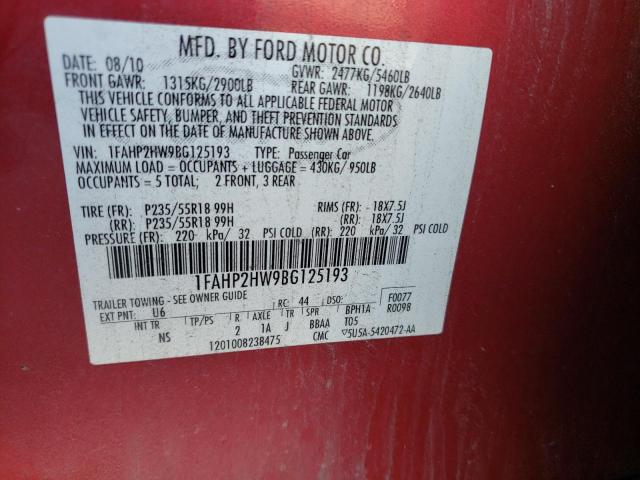 MFD. BY FORD MOTOR CO.
DATE: 08/10 GVWR: 2477KG/5460LB
FRONT GAWR: 1315KG/2900LB REAR GAWR: 1198KG/2640LB
THIS VEHICLE CONFORMS TO ALL APPLICABLE FEDERAL MOTOR
VEHICLE SAFETY, BUMPER, AND THEFT PREVENTION STANDARDS
IN EFFECT ON THE DATE OF MANUFACTURE SHOWN ABOVE.
VIN: 1FAHP2HW9BG125193 TYPE: Passenger Car
MAXIMUM LOAD = OCCUPANTS + LUGGAGE = 430KG/950LB
OCCUPANTS = 5 TOTAL; 2 FRONT, 3 REAR
TIRE (FR): P235/55R18 99H RIMS (FR): 18X7.5J
(RR): P235/55R18 99H (RR): 18X7.5J
PRESSURE (FR): 220 kPa/ 32 PSI COLD (RR): 220 kPa/ 32 PSI COLD
1FAHP2HW9BG125193
TRAILER TOWING - SEE OWNER GUIDE
EXT PNT: U6 RC: 44 DSO: F0077
INT TR TP/PS R AXLE TR SPR BPH1A R0098
NS 2 1A J BBAA TO5
1201008238475 CMC ▽5U5A-5420472-AA